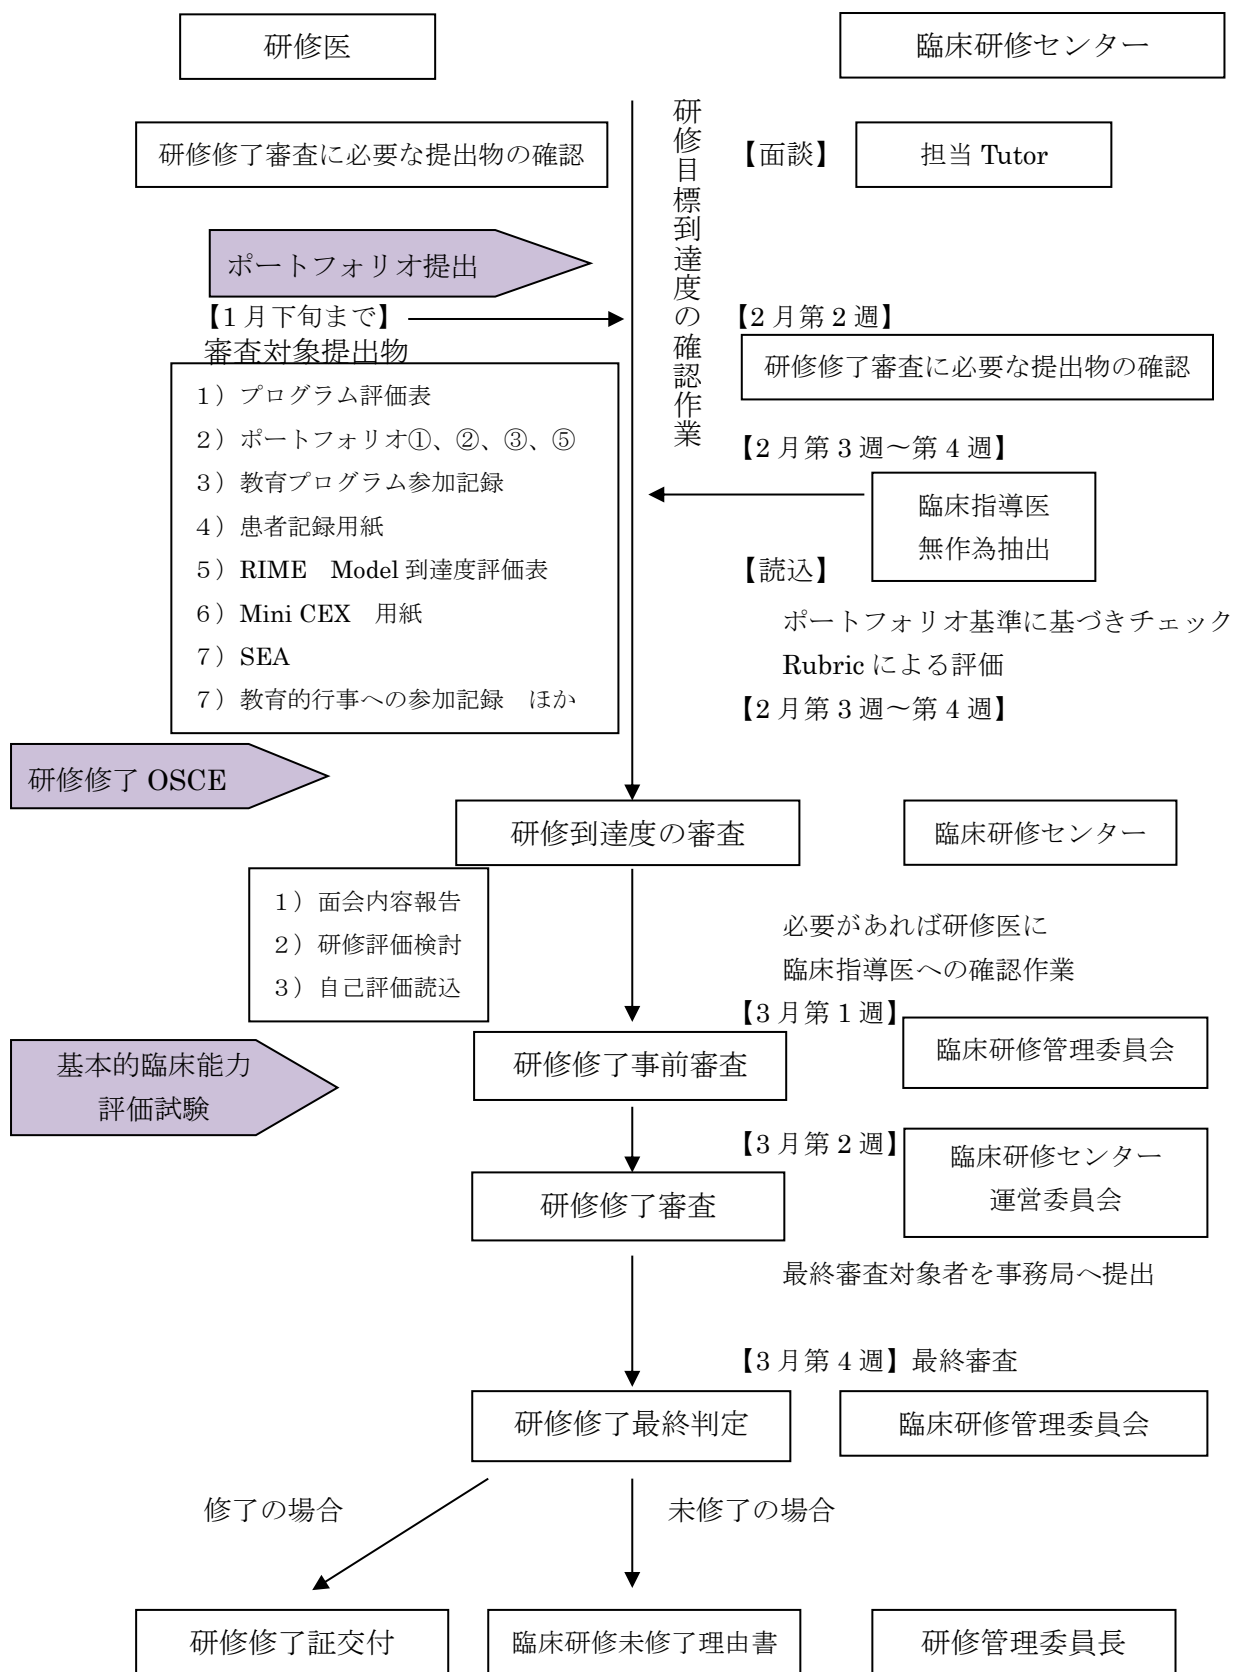 研修医
臨床研修センター
研修目標到達度の確認作業
研修修了審査に必要な提出物の確認
【面談】
担当 Tutor
ポートフォリオ提出
【1月下旬まで】
審査対象提出物
1）プログラム評価表
2）ポートフォリオ①、②、③、⑤
3）教育プログラム参加記録
4）患者記録用紙
5）RIME　Model 到達度評価表
6）Mini CEX　用紙
7）SEA
7）教育的行事への参加記録　ほか
【2月第2週】
研修修了審査に必要な提出物の確認
【2月第3週～第4週】
臨床指導医
無作為抽出
【読込】
ポートフォリオ基準に基づきチェック
Rubric による評価
【2月第3週～第4週】
研修修了 OSCE
研修到達度の審査
臨床研修センター
1）面会内容報告
2）研修評価検討
3）自己評価読込
必要があれば研修医に
臨床指導医への確認作業
【3月第1週】
基本的臨床能力
評価試験
研修修了事前審査
臨床研修管理委員会
【3月第2週】
研修修了審査
臨床研修センター
運営委員会
最終審査対象者を事務局へ提出
【3月第4週】最終審査
研修修了最終判定
臨床研修管理委員会
修了の場合
未修了の場合
研修修了証交付
臨床研修未修了理由書
研修管理委員長